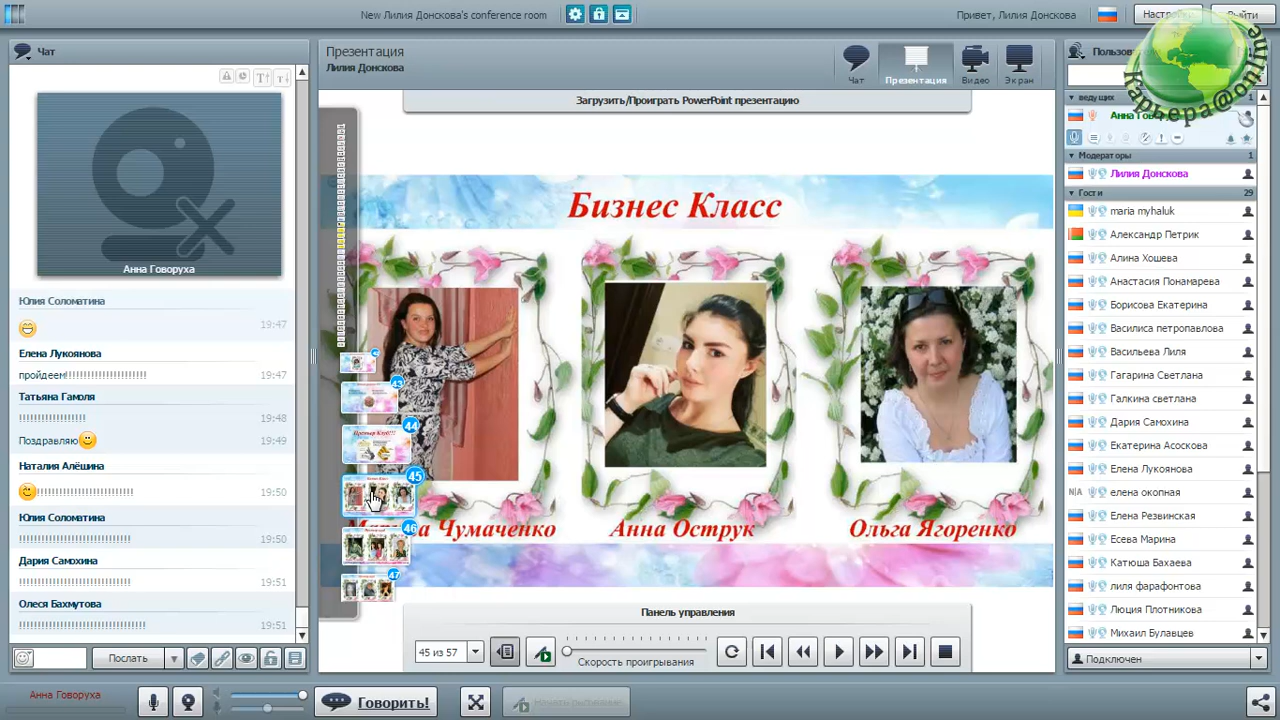 New Лилия Донскова's conference room
Привет, Лилия Донскова
Выйти
карьера@online
Чат
Анна Говоруха
Юлия Соломатина
19:47
Елена Лукоянова
пройдеем!!!!!!!!!!!!!!!!!!!!!!!!! 19:47
Татьяна Гамоля
!!!!!!!!!!!!!!!!! 19:48
Поздравляю 19:49
Наталия Алёшина
!!!!!!!!!!!!!!!!!!!!!!!!! 19:50
Юлия Соломатина
!!!!!!!!!!!!!!!!!!!!!!!!!!!!! 19:50
Дария Самохина
!!!!!!!!!!!!!!!!!!!!!!!!!!!!! 19:51
Олеся Бахмутова
!!!!!!!!!!!!!!!!!!!!!!!!!!!!!!!!! 19:51
Послать
Анна Говоруха
Говорить!
Презентация
Лилия Донскова
Чат
Презентация
Видео
Экран
Загрузить/Проиграть PowerPoint презентацию
Бизнес Класс
43
44
45
46
47
Чумаченко
Анна Острук
Ольга Ягоренко
Панель управления
45 из 57
Скорость проигрывания
Начать рисование
ведущих 1
Модераторы 1
Лилия Донскова
Гости 29
maria myhaluk
Александр Петрик
Алина Хошева
Анастасия Понамарева
Борисова Екатерина
Василиса петропавлова
Васильева Лиля
Гагарина Светлана
Галкина светлана
Дария Самохина
Екатерина Асоскова
Елена Лукоянова
N/A елена окопная
Елена Резвинская
Есева Марина
Катюша Бахаева
лиля фарафонтова
Люция Плотникова
Михаил Булавцев
Подключен